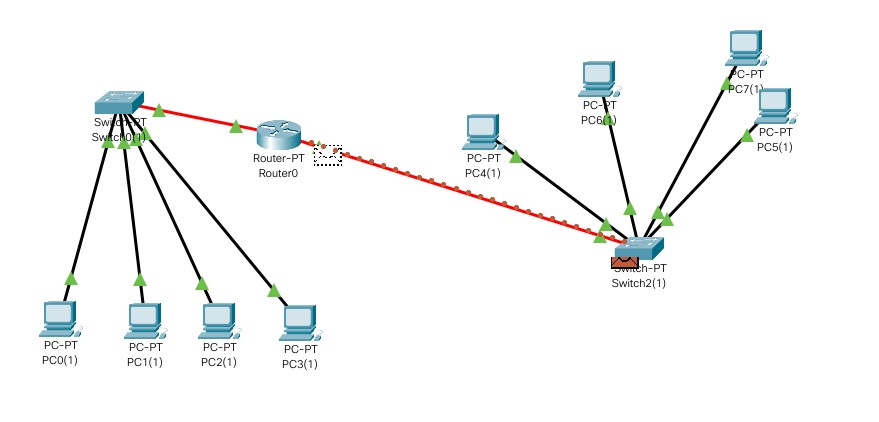 Switch-PT
Switch0(1)
Router-PT
Router0
PC-PT
PC4(1)
PC-PT
PC6(1)
PC-PT
PC7(1)
PC-PT
PC5(1)
Switch-PT
Switch2(1)
PC-PT
PC0(1)
PC-PT
PC1(1)
PC-PT
PC2(1)
PC-PT
PC3(1)